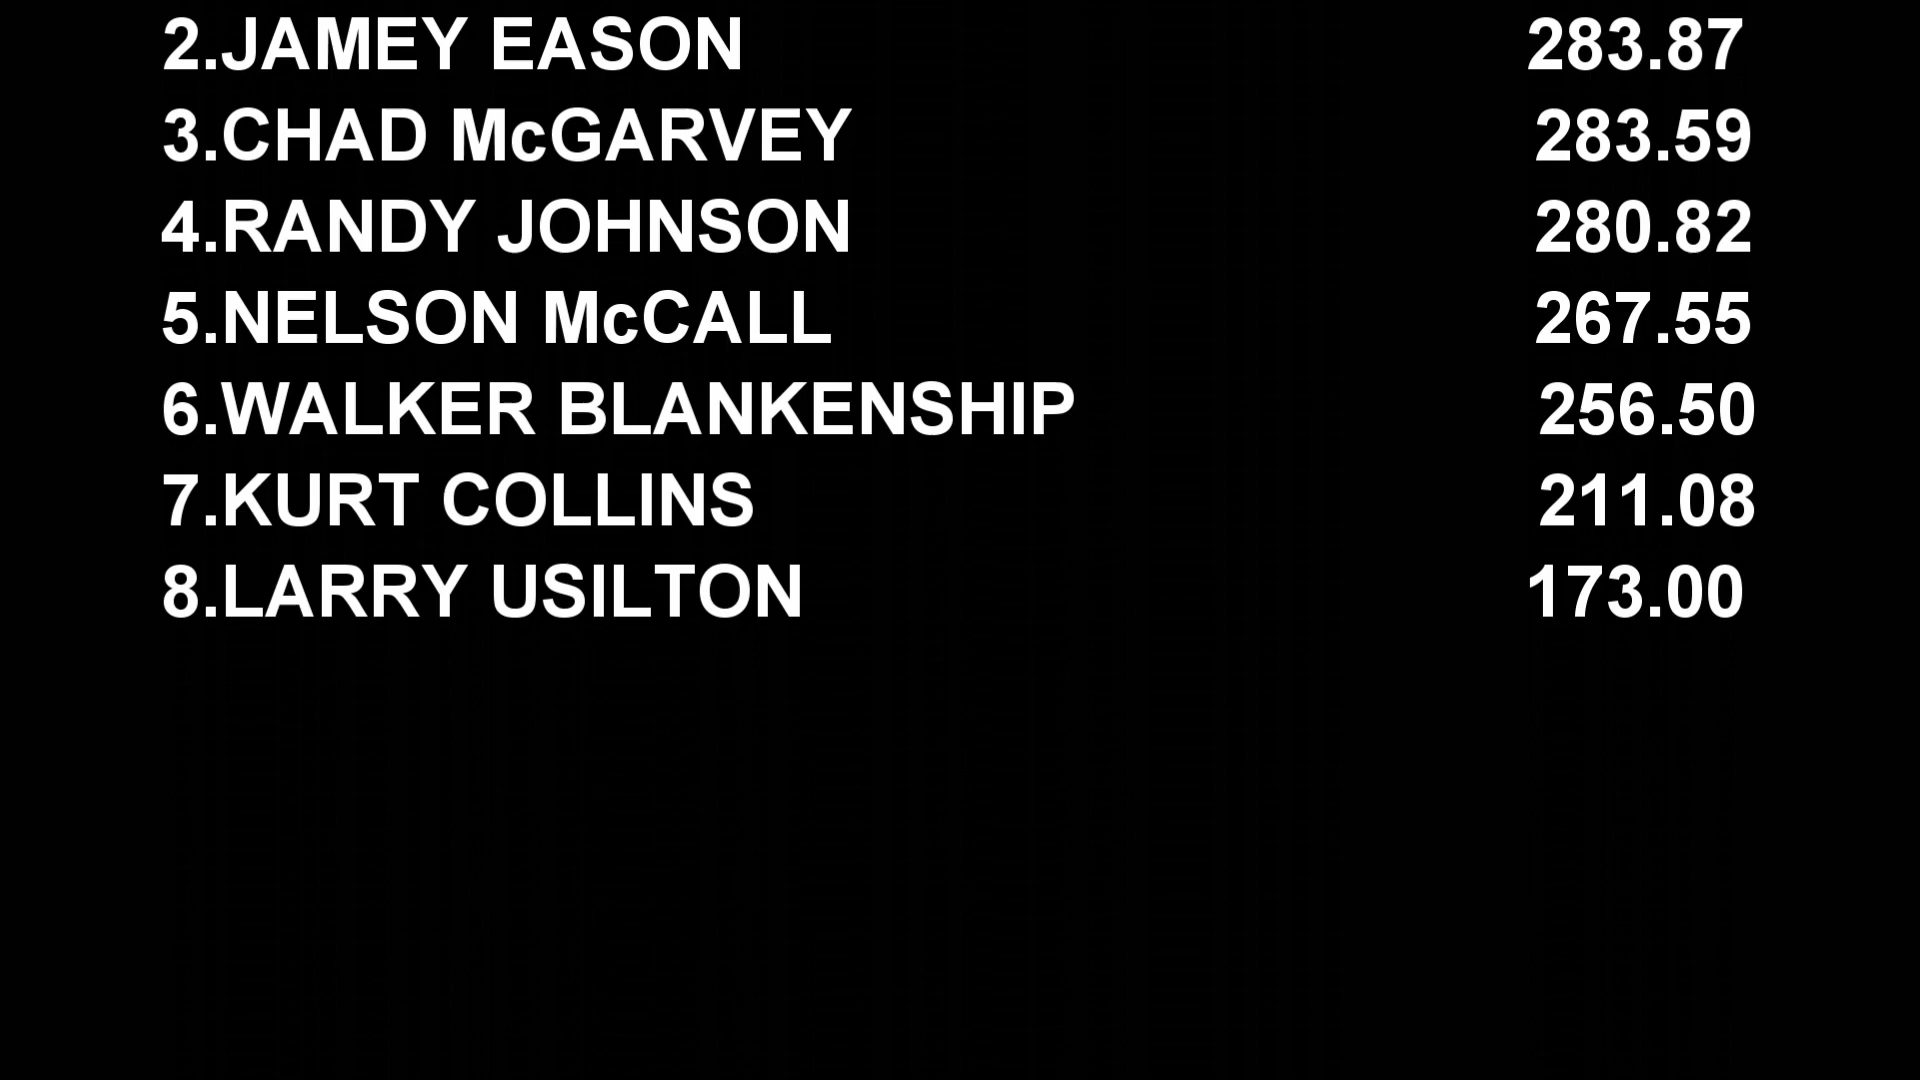 2.JAMEY EASON 283.87
3.CHAD McGARVEY 283.59
4.RANDY JOHNSON 280.82
5.NELSON McCALL 267.55
6.WALKER BLANKENSHIP 256.50
7.KURT COLLINS 211.08
8.LARRY USILTON 173.00